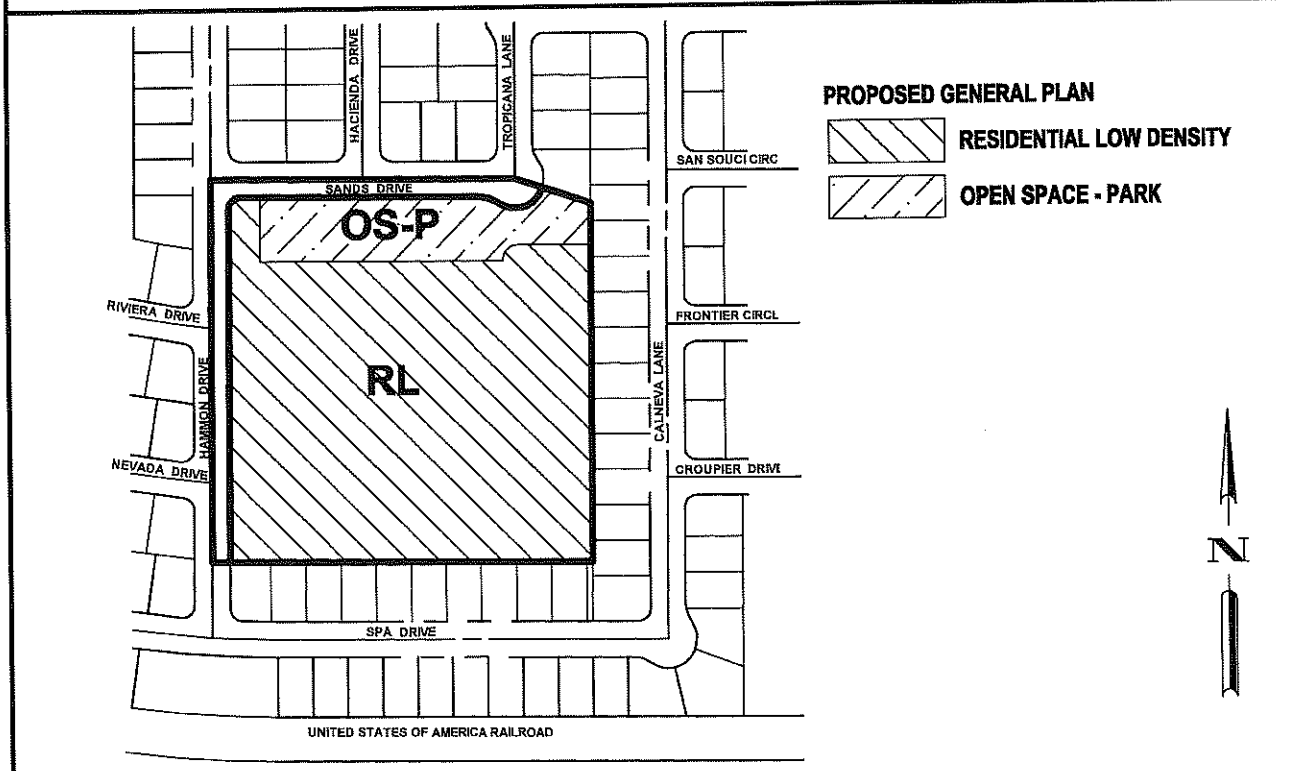 HACIENDA DRIVE
TROPICANA LANE
PROPOSED GENERAL PLAN
RESIDENTIAL LOW DENSITY
OPEN SPACE - PARK
SAN SOUCI CIRC
SANDS DRIVE
OS-P
RIVIERA DRIVE
FRONTIER CIRCL
HAMMON DRIVE
RL
CALNEVA LANE
NEVADA DRIVE
CROUPIER DRIVE
N
SPA DRIVE
UNITED STATES OF AMERICA RAILROAD